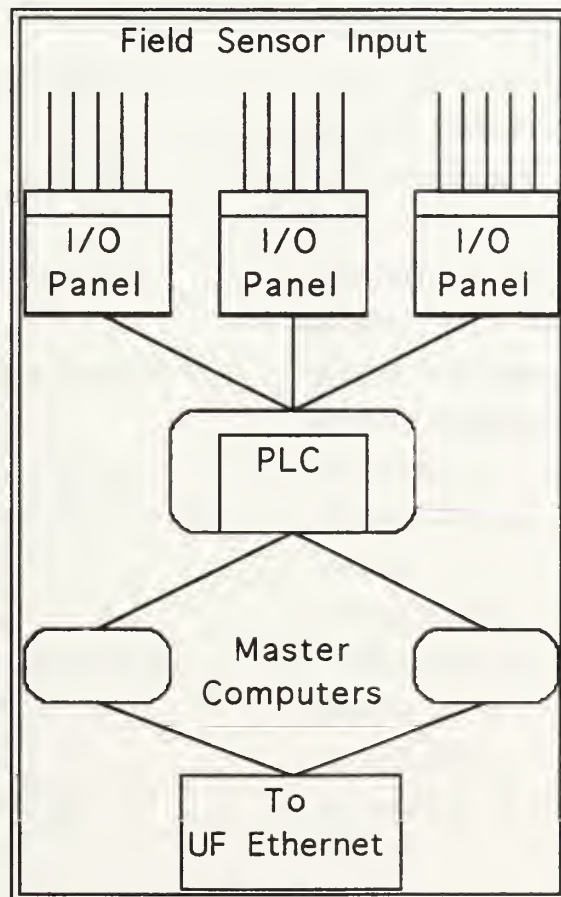 Field Sensor Input
I/O
Panel
I/O
Panel
I/O
Panel
PLC
Master
Computers
To
UF Ethernet